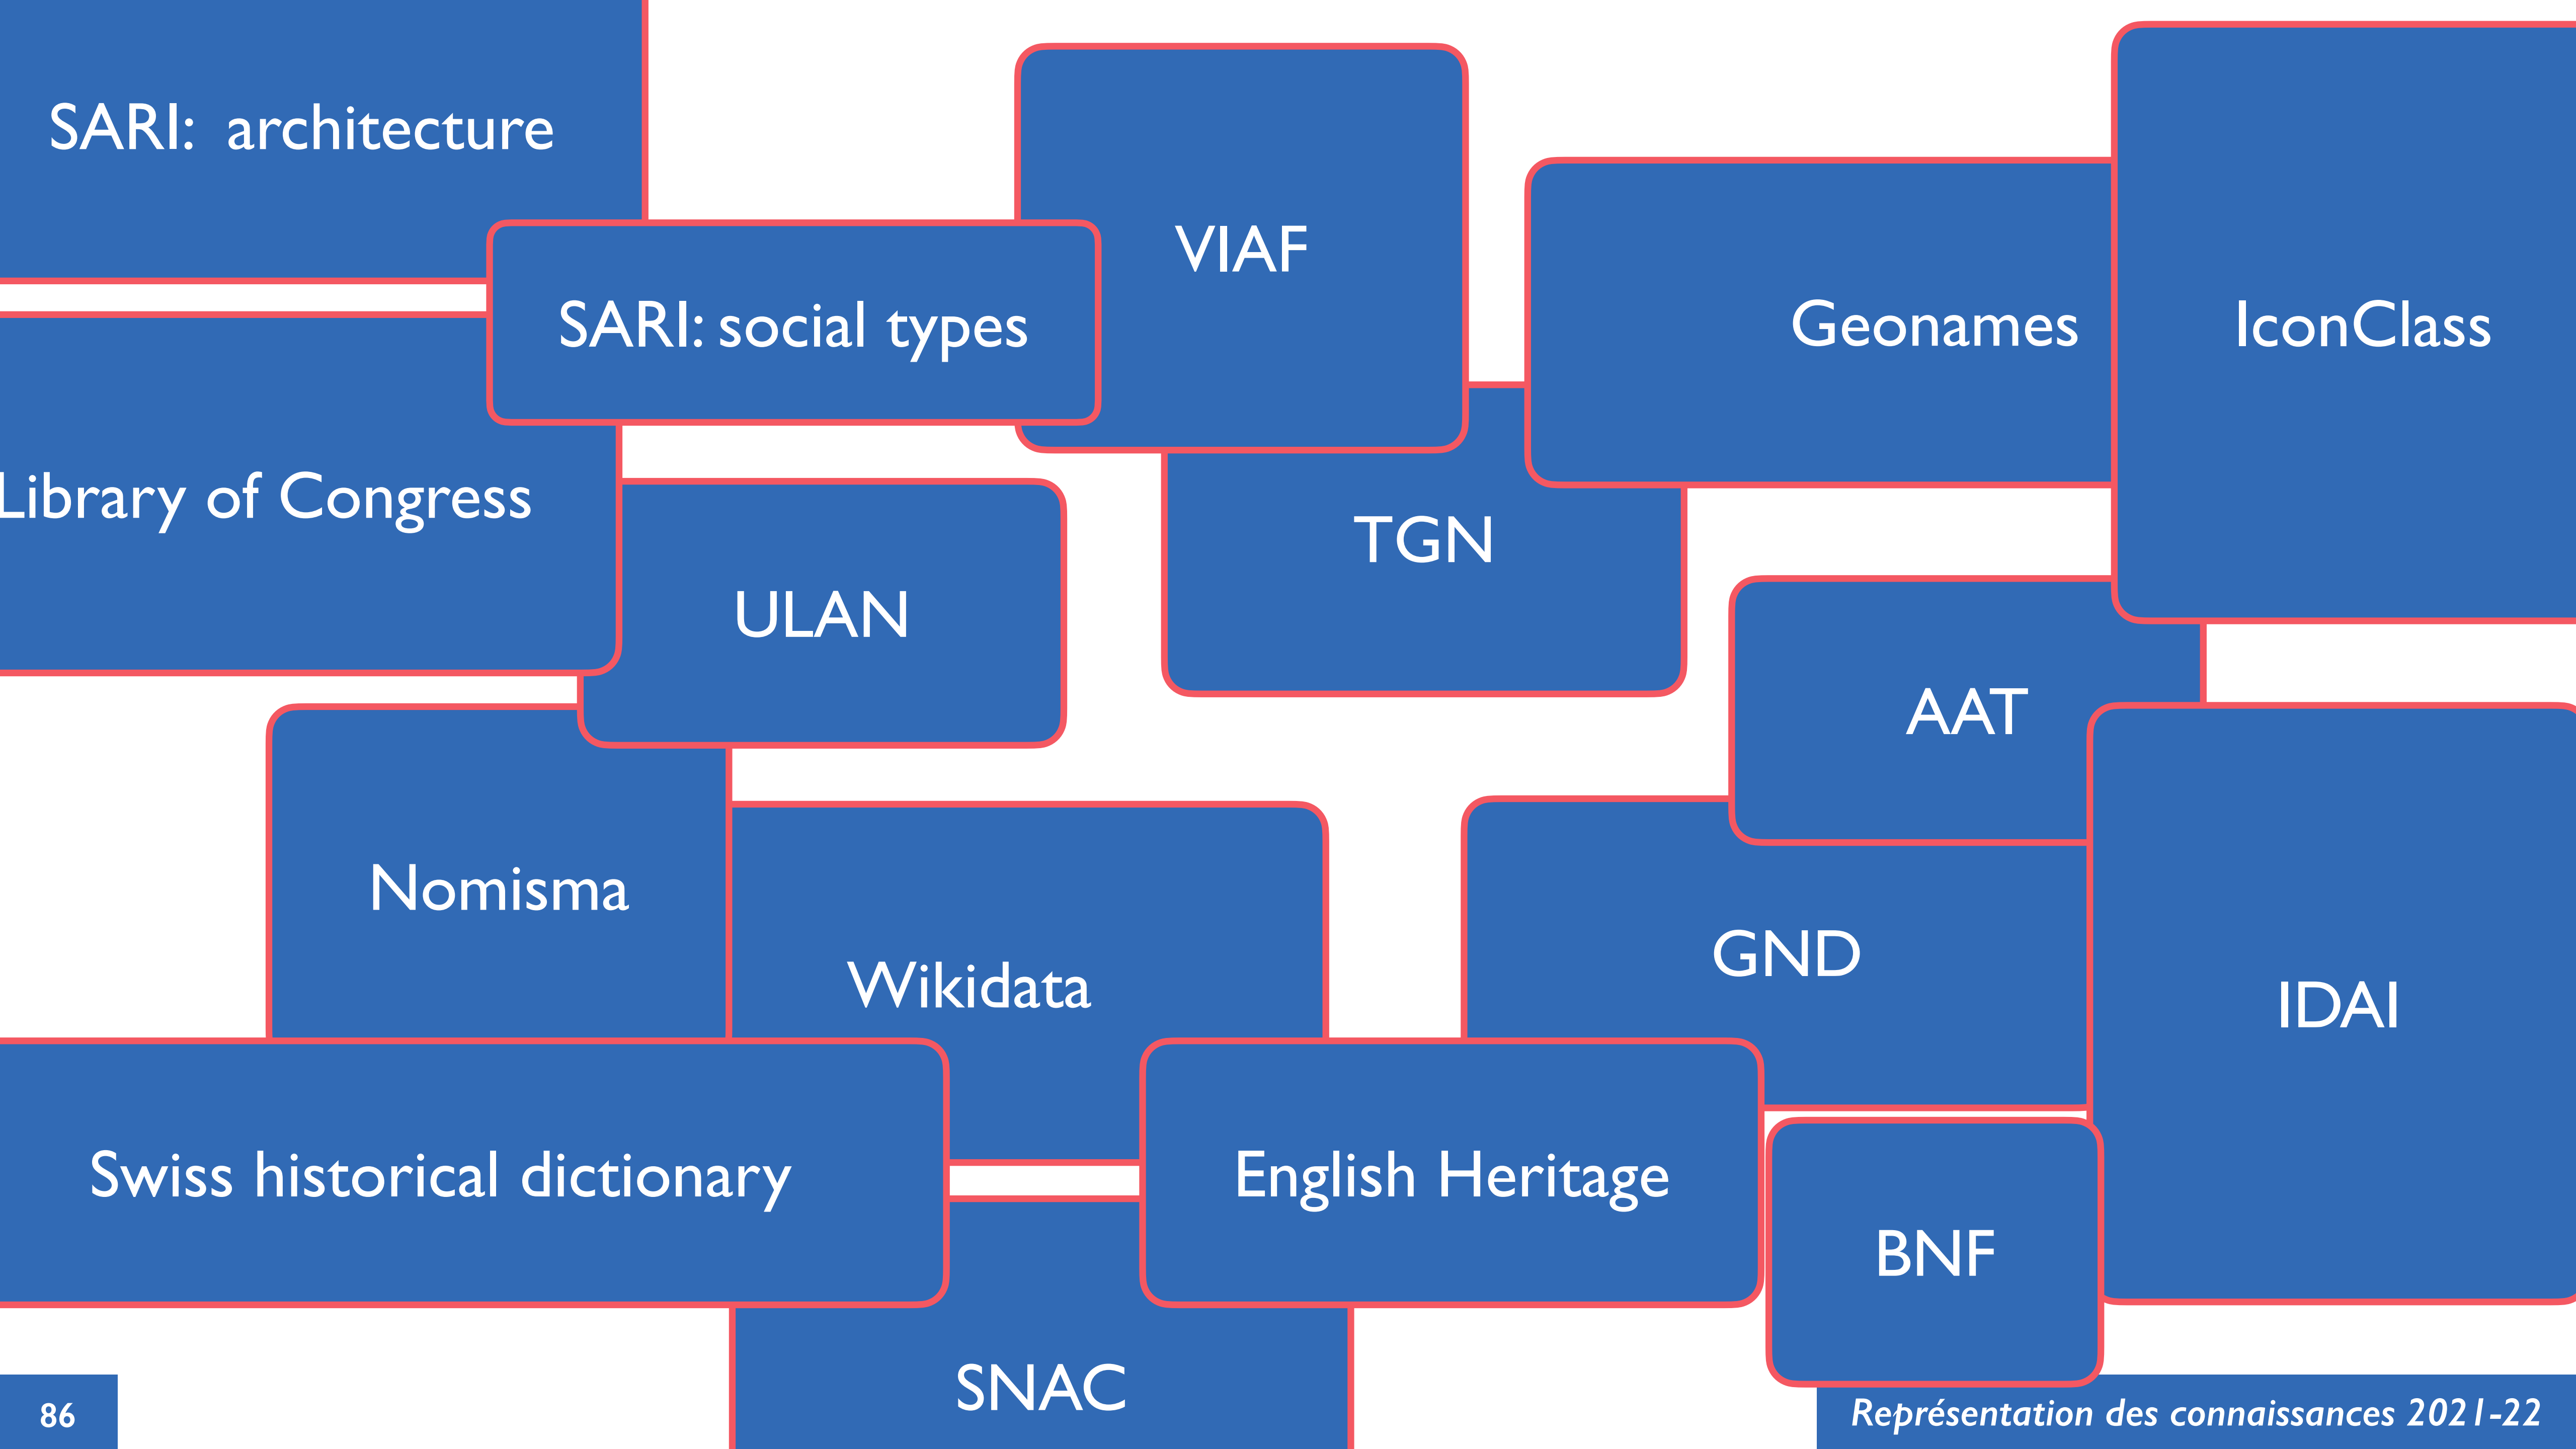 SARI: architecture
VIAF
SARI: social types
Geonames
IconClass
Library of Congress
TGN
ULAN
AAT
Nomisma
GND
Wikidata
IDAI
Swiss historical dictionary
English Heritage
BNF
SNAC
86
Représentation des connaissances 2021-22